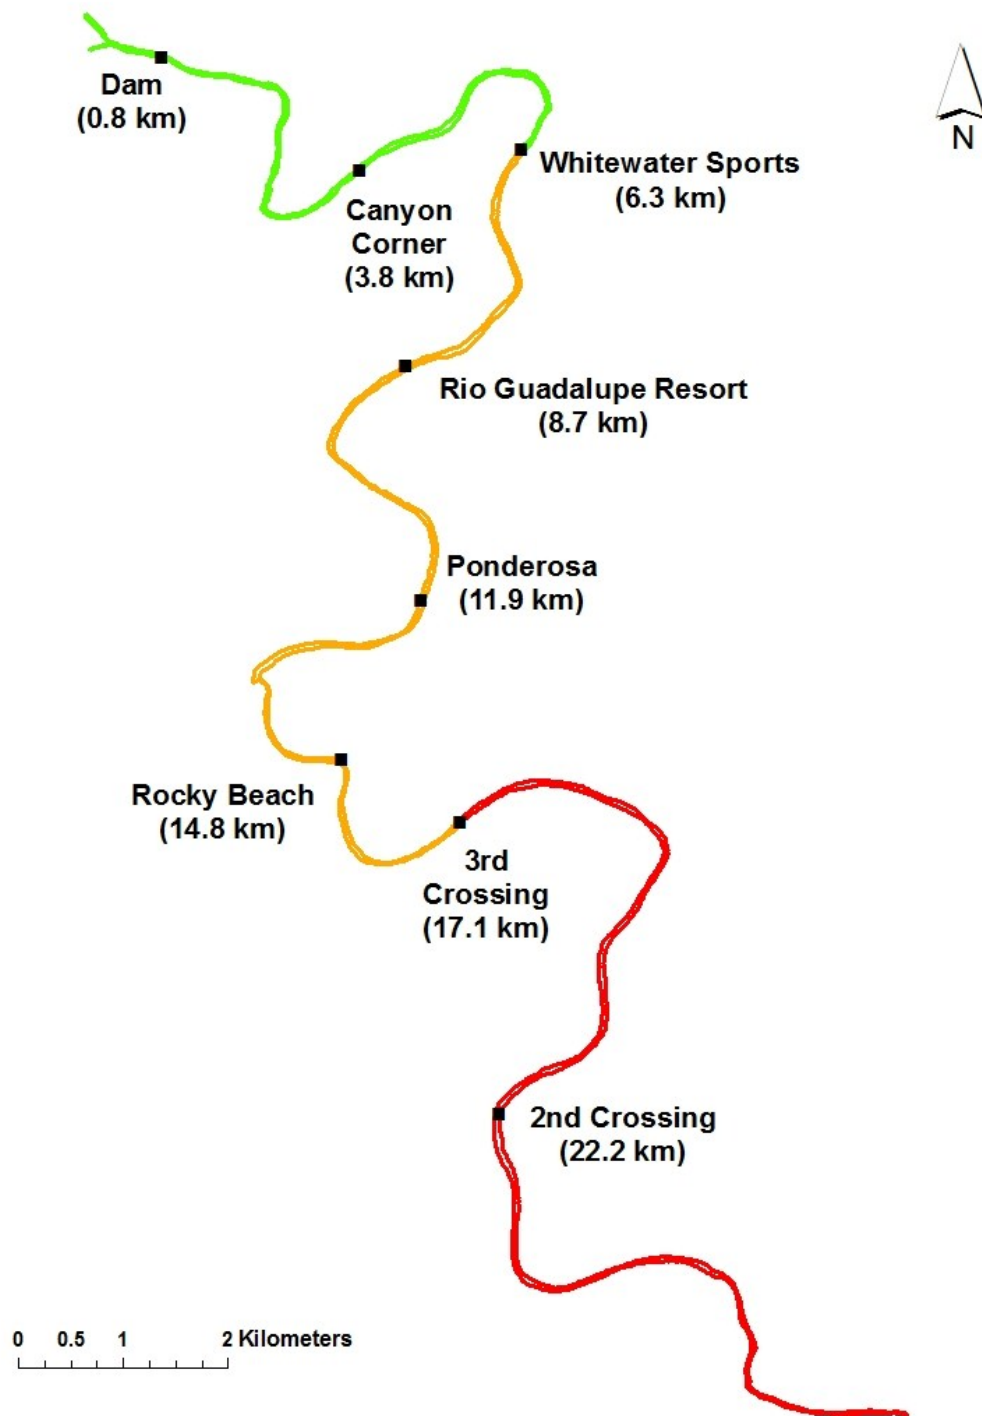 Dam
(0.8 km)
N
Whitewater Sports
(6.3 km)
Canyon
Corner
(3.8 km)
Rio Guadalupe Resort
(8.7 km)
Ponderosa
(11.9 km)
Rocky Beach
(14.8 km)
3rd
Crossing
(17.1 km)
2nd Crossing
(22.2 km)
0 0.5 1 2 Kilometers